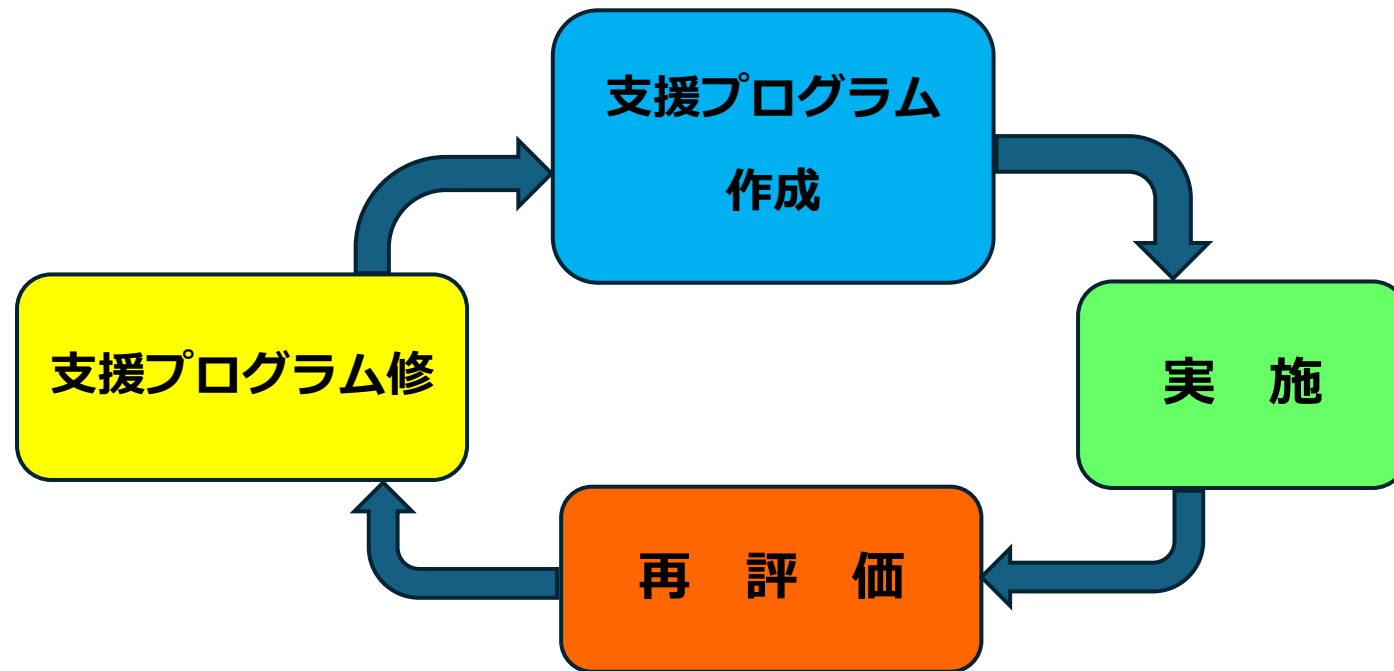 支援プログラム
作成
実　施
再　評　価
支援プログラム修